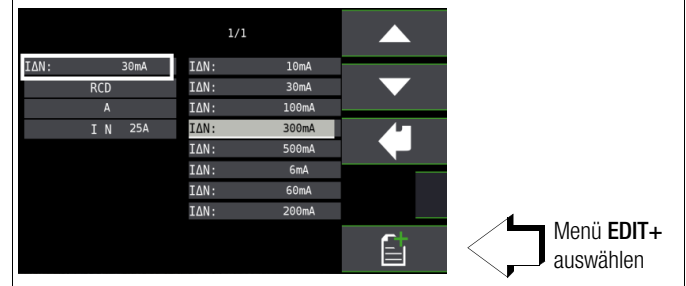 1/1
IΔN: 30mA
RCD
A
I N 25A
IΔN: 10mA
IΔN: 30mA
IΔN: 100mA
IΔN: 300mA
IΔN: 500mA
IΔN: 6mA
IΔN: 60mA
IΔN: 200mA
Menü EDIT+
auswählen